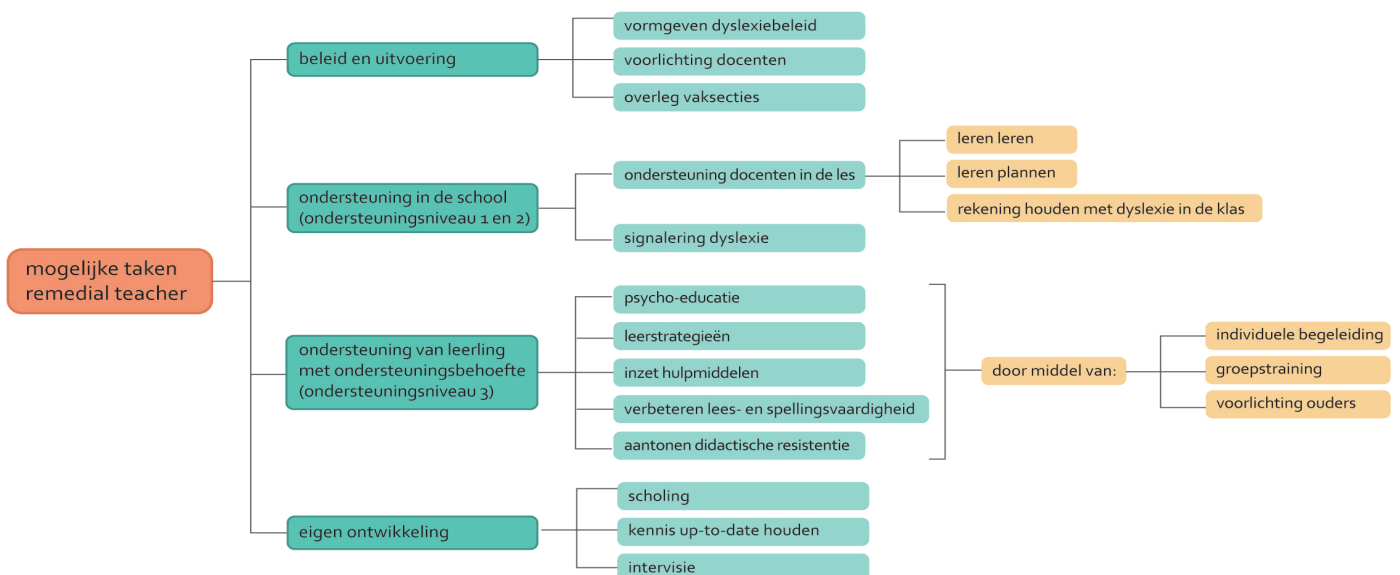 mogelijke taken
remedial teacher
beleid en uitvoering
vormgeven dyslexiebeleid
voorlichting docenten
overleg vaksecties
ondersteuning in de school
(ondersteuningsniveau 1 en 2)
ondersteuning docenten in de les
leren leren
leren plannen
rekening houden met dyslexie in de klas
signalering dyslexie
ondersteuning van leerling
met ondersteuningsbehoefte
(ondersteuningsniveau 3)
psycho-educatie
leerstrategieën
inzet hulpmiddelen
verbeteren lees- en spellingsvaardigheid
aantonen didactische resistentie
door middel van:
individuele begeleiding
groepstraining
voorlichting ouders
eigen ontwikkeling
scholing
kennis up-to-date houden
intervisie